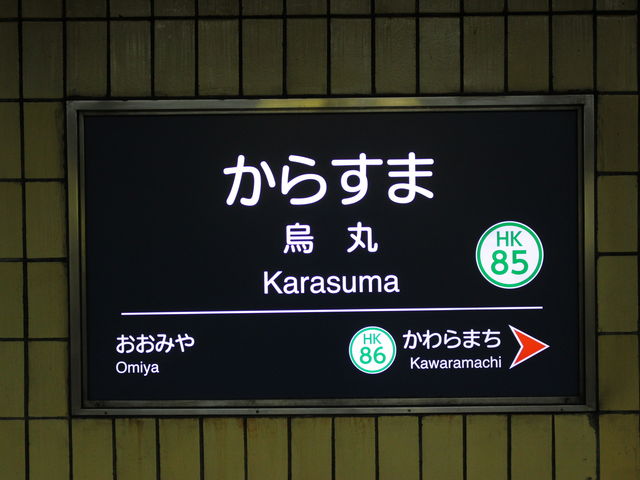 からすま
烏 丸
Karasuma
HK
85
おおみや
Omiya
HK
86
かわらまち
Kawaramachi